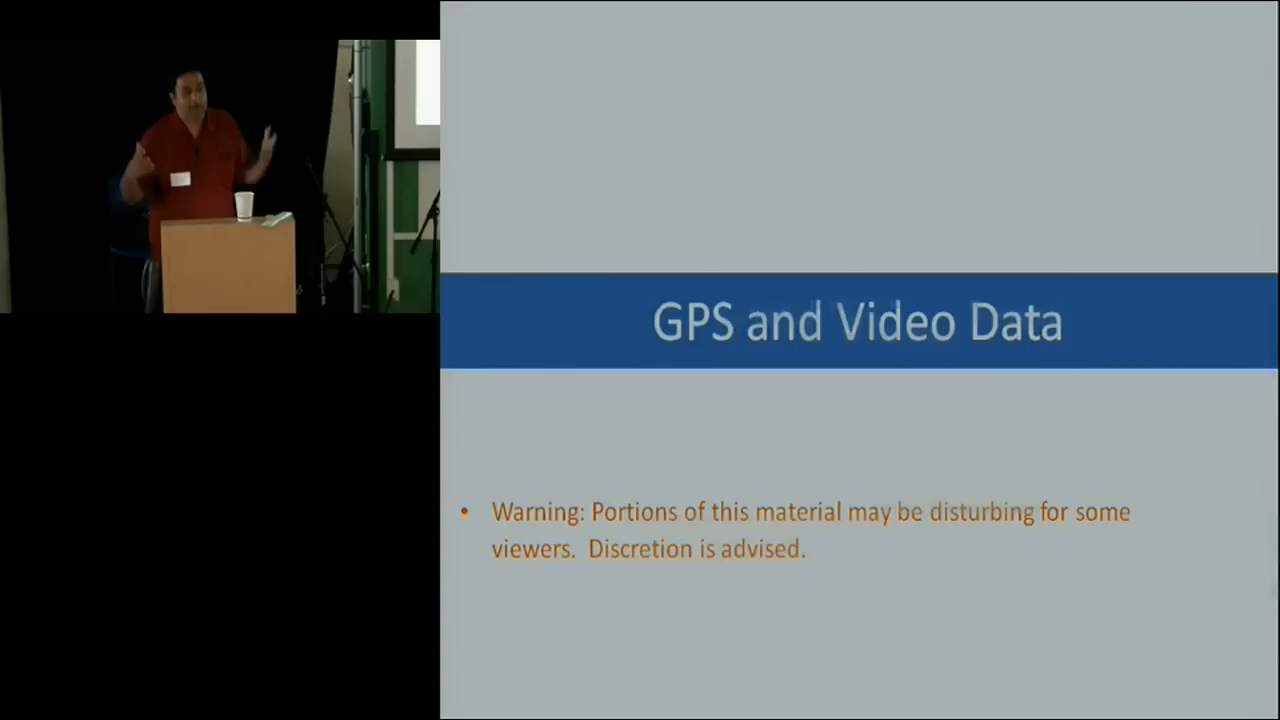 GPS and Video Data
• Warning: Portions of this material may be disturbing for some
viewers. Discretion is advised.